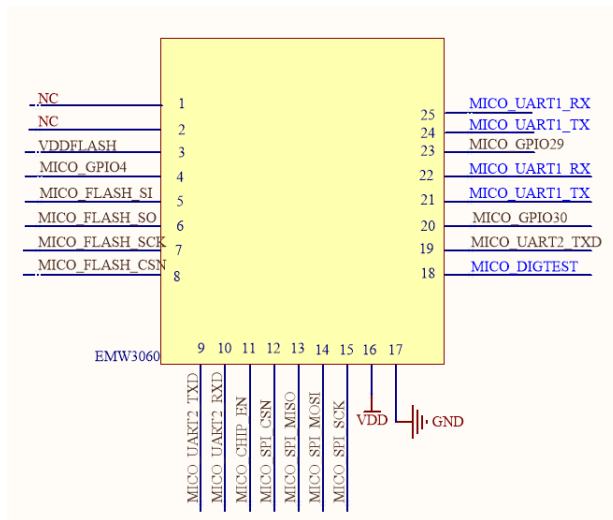 NC
1
NC
2
VDDFLASH
3
MICO_GPIO4
4
MICO_FLASH_SI
5
MICO_FLASH_SO
6
MICO_FLASH_SCK
7
MICO_FLASH_CSN
8
25
MICO_UART1_RX
24
MICO_UART1_TX
23
MICO_GPIO29
22
MICO_UART1_RX
21
MICO_UART1_TX
20
MICO_GPIO30
19
MICO_UART2_TXD
18
MICO_DIGTEST
EMW3060
9 10 11 12 13 14 15 16 17
MICO_UART2_TXD
MICO_UART2_RXD
MICO_CHIP_EN
MICO_SPI_CSN
MICO_SPI_MISO
MICO_SPI_MOSI
MICO_SPI_SCK
VDD
GND